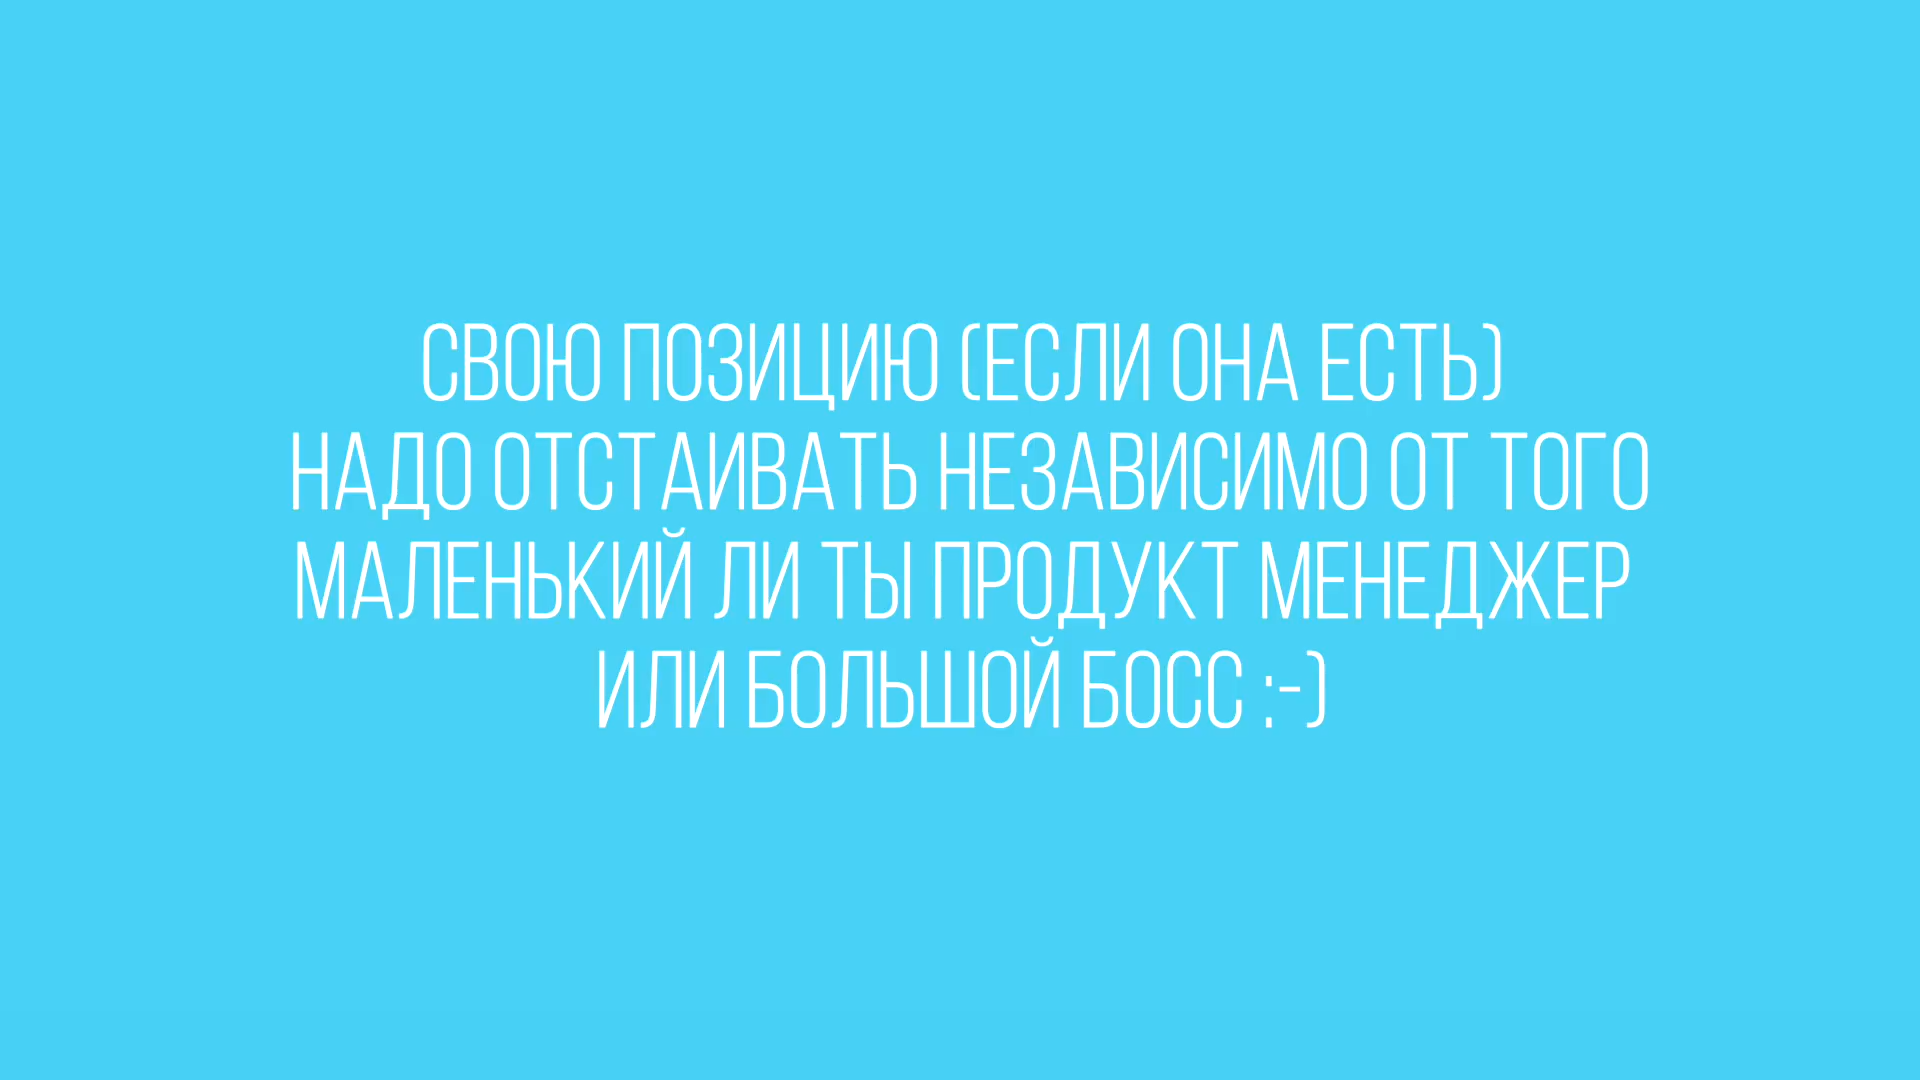 СВОЮ ПОЗИЦИЮ (ЕСЛИ ОНА ЕСТЬ)
НАДО ОТСТАИВАТЬ НЕЗАВИСИМО ОТ ТОГО
МАЛЕНЬКИЙ ЛИ ТЫ ПРОДУКТ МЕНЕДЖЕР
ИЛИ БОЛЬШОЙ БОСС :-)